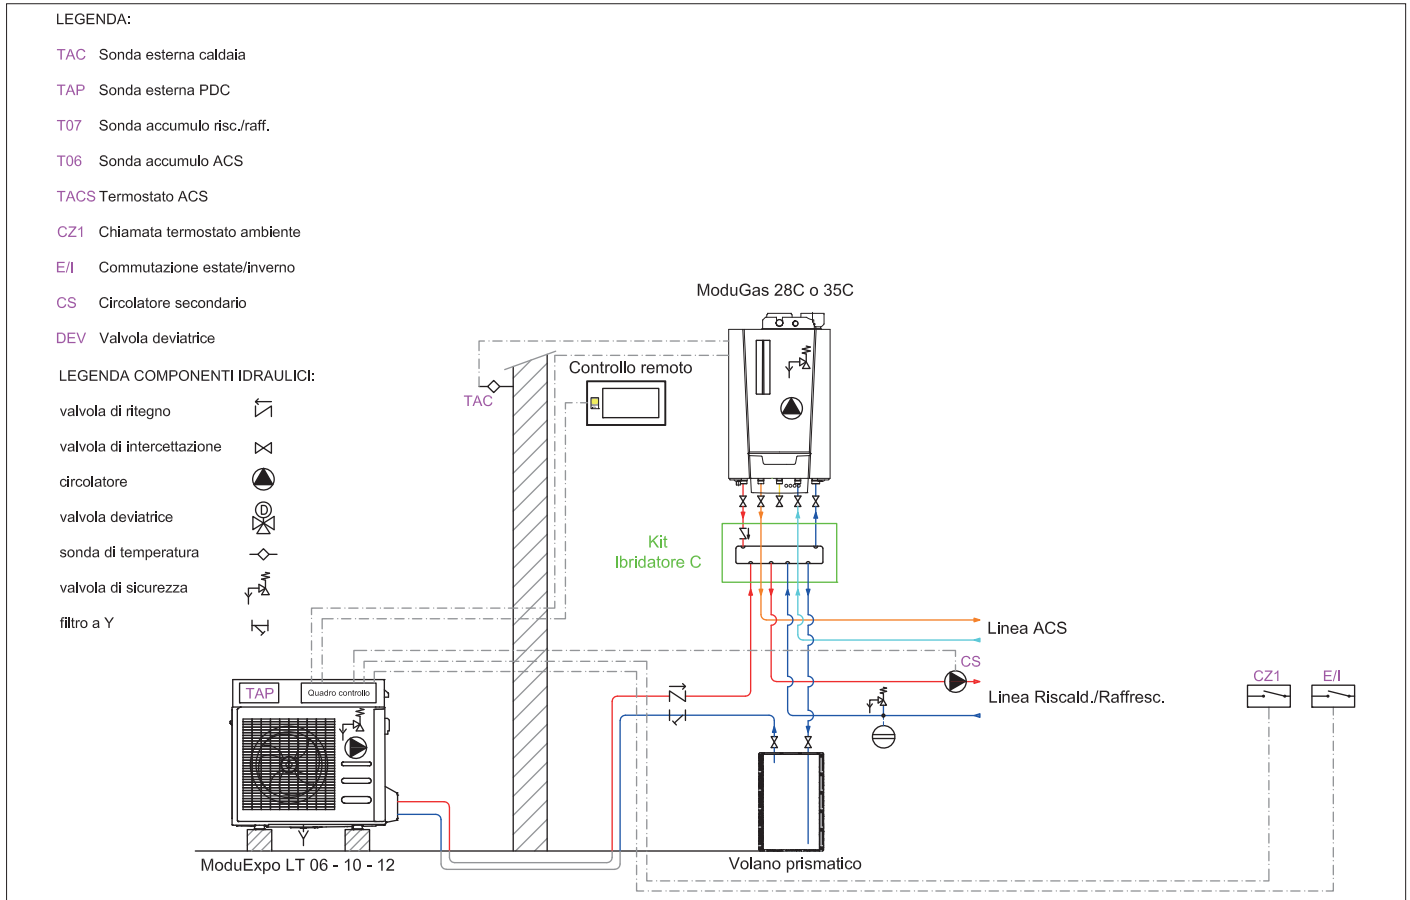 LEGENDA:
TAC Sonda esterna caldaia
TAP Sonda esterna PDC
T07 Sonda accumulo risc./raff.
T06 Sonda accumulo ACS
TACS Termostato ACS
CZ1 Chiamata termostato ambiente
E/I Commutazione estate/inverno
CS Circolatore secondario
DEV Valvola deviatrice
LEGENDA COMPONENTI IDRAULICI:
valvola di ritegno
valvola di intercettazione
circolatore
valvola deviatrice
D
sonda di temperatura
valvola di sicurezza
filtro a Y
ModuGas 28C o 35C
Controllo remoto
TAC
Kit
Ibridatore C
Linea ACS
CS
Linea Riscald./Raffresc.
CZ1
E/I
TAP
Quadro controllo
ModuExpo LT 06 - 10 - 12
Volano prismatico